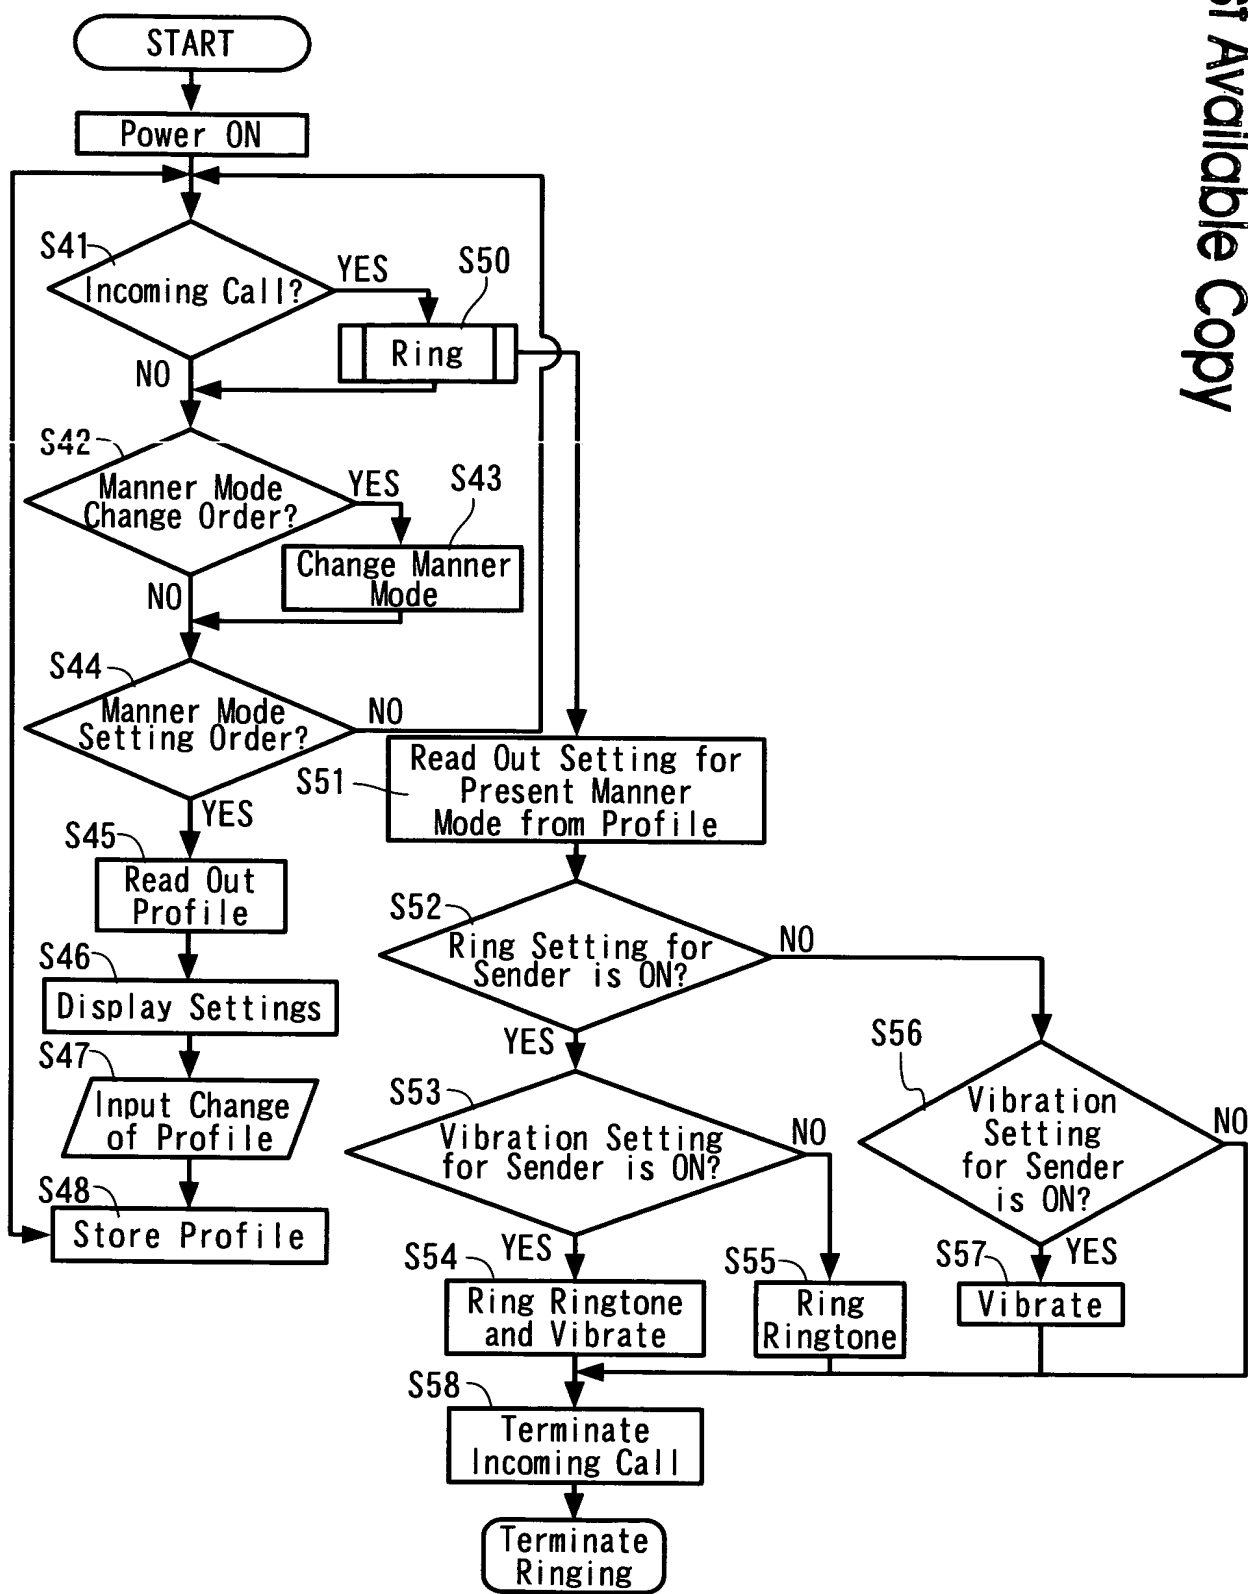 START
Power ON
S41
Incoming Call?
YES
S50
Ring
NO
S42
Manner Mode
Change Order?
YES
S43
Change Manner
Mode
NO
S44
Manner Mode
Setting Order?
NO
YES
S45
Read Out
Profile
S46
Display Settings
S47
Input Change
of Profile
S48
Store Profile
S51
Read Out Setting for
Present Manner
Mode from Profile
S52
Ring Setting for
Sender is ON?
NO
YES
S53
Vibration Setting
for Sender is ON?
NO
YES
S54
Ring Ringtone
and Vibrate
S55
Ring
Ringtone
S56
Vibration
Setting
for Sender
is ON?
NO
YES
S57
Vibrate
S58
Terminate
Incoming Call
Terminate
Ringing
Available Copy